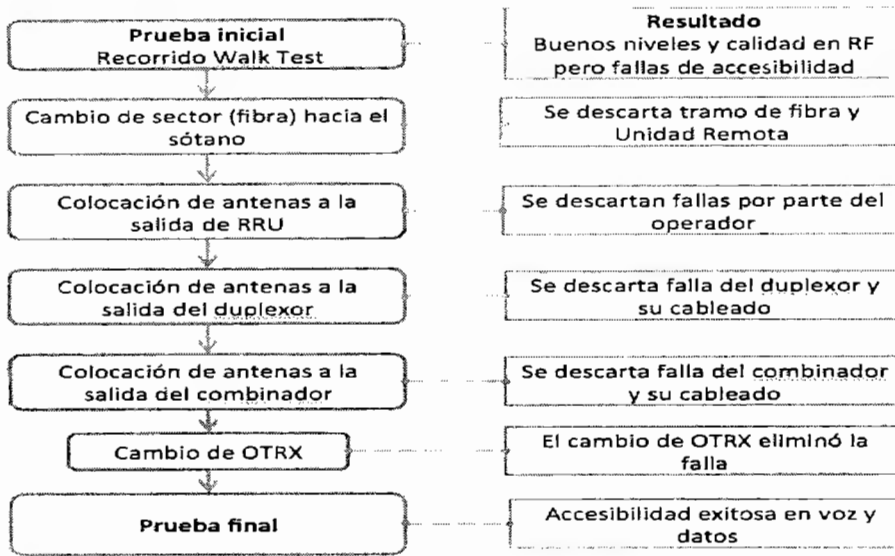 Prueba inicial
Recorrido Walk Test
Resultado
Buenos niveles y calidad en RF
pero fallas de accesibilidad
Cambio de sector (fibra) hacia el
sótano
Se descarta tramo de fibra y
Unidad Remota
Colocación de antenas a la
salida de RRU
Se descartan fallas por parte del
operador
Colocación de antenas a la
salida del duplexor
Se descarta falla del duplexor y
su cableado
Colocación de antenas a la
salida del combinador
Se descarta falla del combinador
y su cableado
Cambio de OTRX
El cambio de OTRX eliminó la
falla
Prueba final
Accesibilidad exitosa en voz y
datos